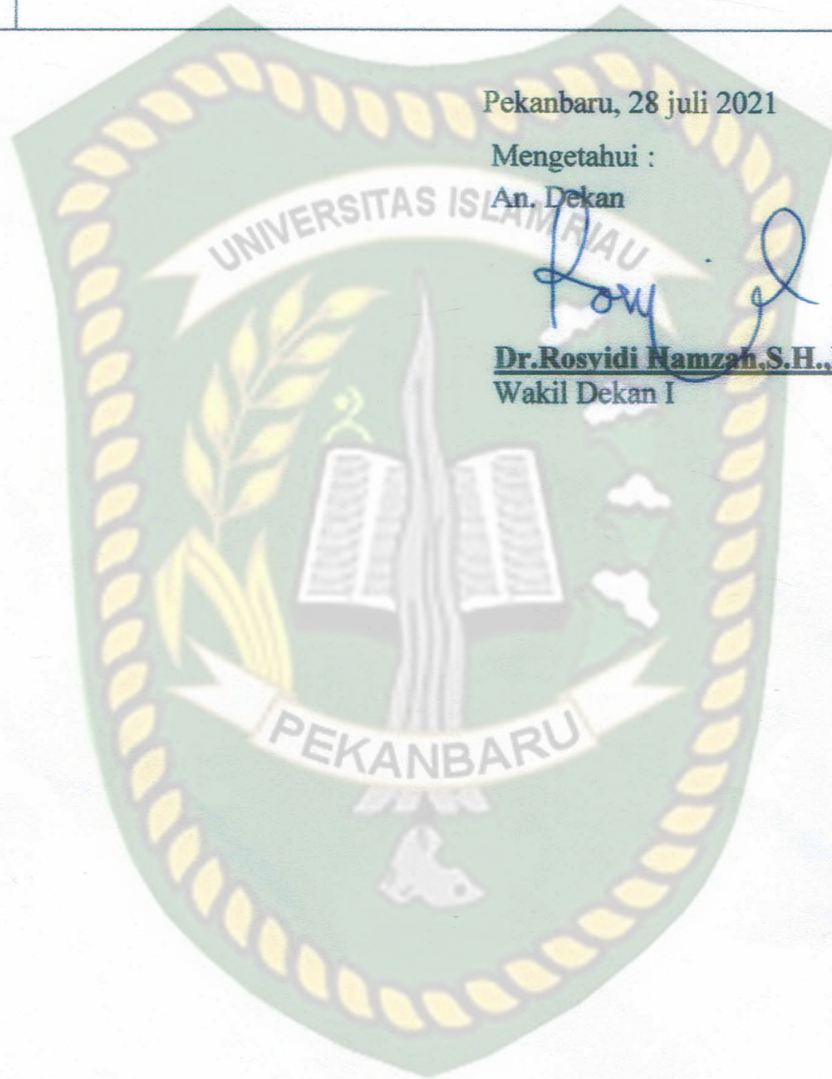 Pekanbaru, 28 juli 2021
Mengetahui :
An. Dekan
UNIVERSITAS ISLAM RIAU
Dr.Rosyidi Hamzah,S.H.,
Wakil Dekan I
PEKANBARU